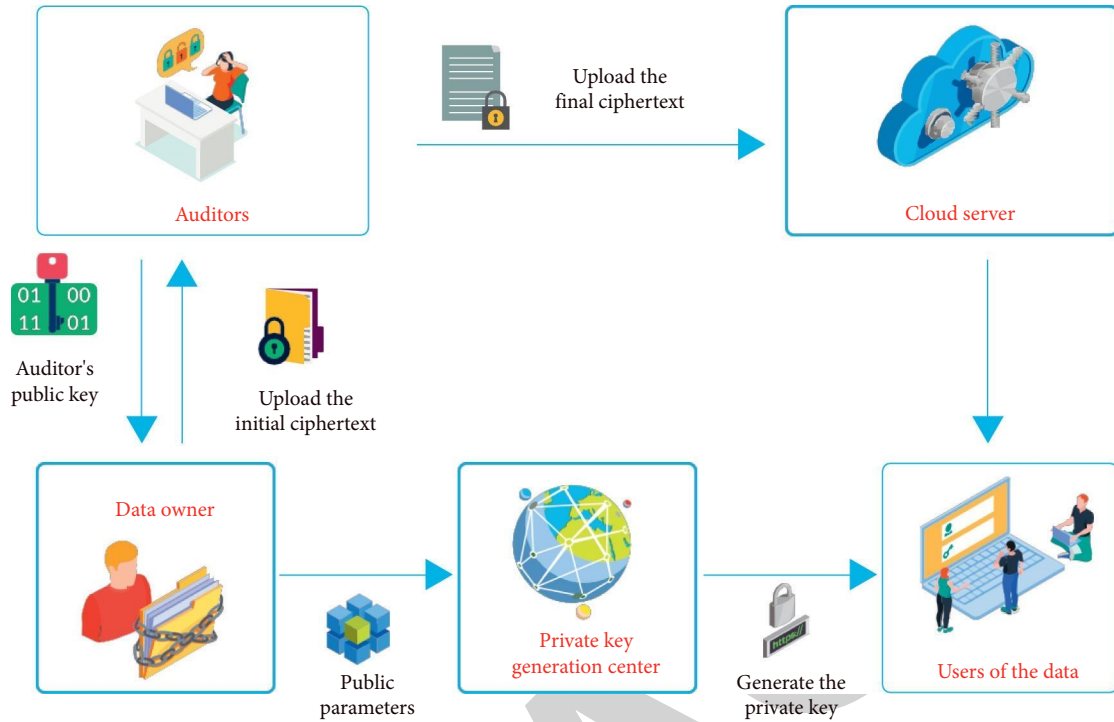 Upload the
final ciphertext
Auditors
Cloud server
01 00
11 01
Auditor's
public key
Upload the
initial ciphertext
Data owner
Private key
generation center
https://
Public
parameters
Generate the
private key
Users of the data